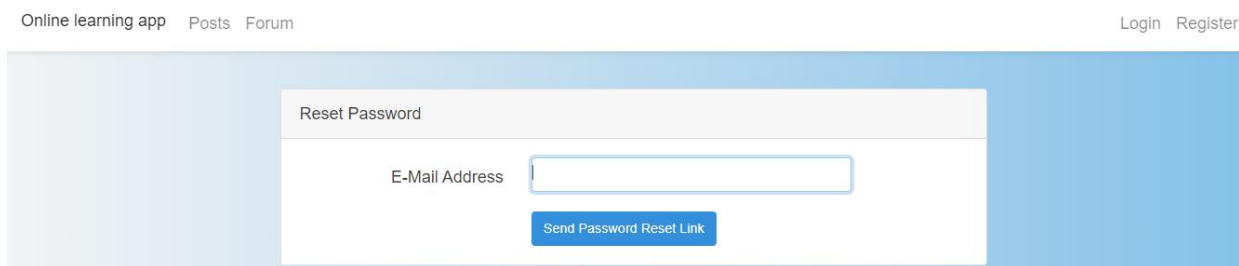 Online learning app Posts Forum Login Register
Reset Password
E-Mail Address
Send Password Reset Link